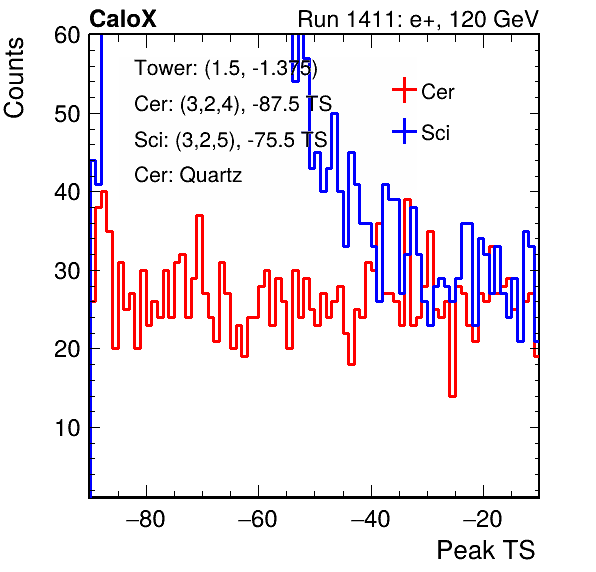 CaloX Run 1411: e+, 120 GeV
Counts
60
50
40
30
20
10
Tower: (1.5, -1.375)
Cer: (3,2,4), -87.5 TS
Sci: (3,2,5), -75.5 TS
Cer: Quartz
Cer
Sci
−80 −60 −40 −20
Peak TS